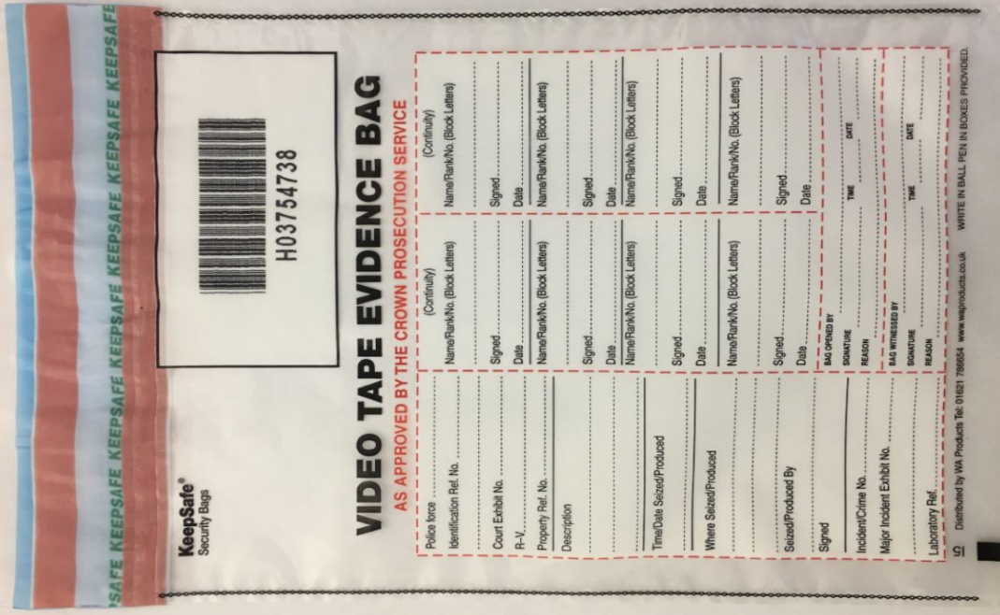 SAFE KEEPSAFE KEEPSAFE KEEPSAFE KEEPSAFE KEEPSAFE KEEPSAFE
KeepSafe®
Security Bags
H03754738
VIDEO TAPE EVIDENCE BAG
AS APPROVED BY THE CROWN PROSECUTION SERVICE
Police force
Identification Ref. No.
Court Exhibit No.
R–V
Property Ref. No.
Description
Time/Date Seized/Produced
Where Seized/Produced
Seized/Produced By
Signed
Incident/Crime No.
Major Incident Exhibit No.
Laboratory Ref.
(Continuity)
Name/Rank/No. (Block Letters)
Signed
Date
Name/Rank/No. (Block Letters)
Signed
Date
Name/Rank/No. (Block Letters)
Signed
Date
Name/Rank/No. (Block Letters)
Signed
Date
(Continuity)
Name/Rank/No. (Block Letters)
Signed
Date
Name/Rank/No. (Block Letters)
Signed
Date
Name/Rank/No. (Block Letters)
Signed
Date
Name/Rank/No. (Block Letters)
Signed
Date
BAG OPENED BY
SIGNATURE TIME DATE
REASON
BAG WITNESSED BY
SIGNATURE TIME DATE
REASON
Distributed by WA Products Tel: 01621 786654 www.waproducts.co.uk WRITE IN BALL PEN IN BOXES PROVIDED.